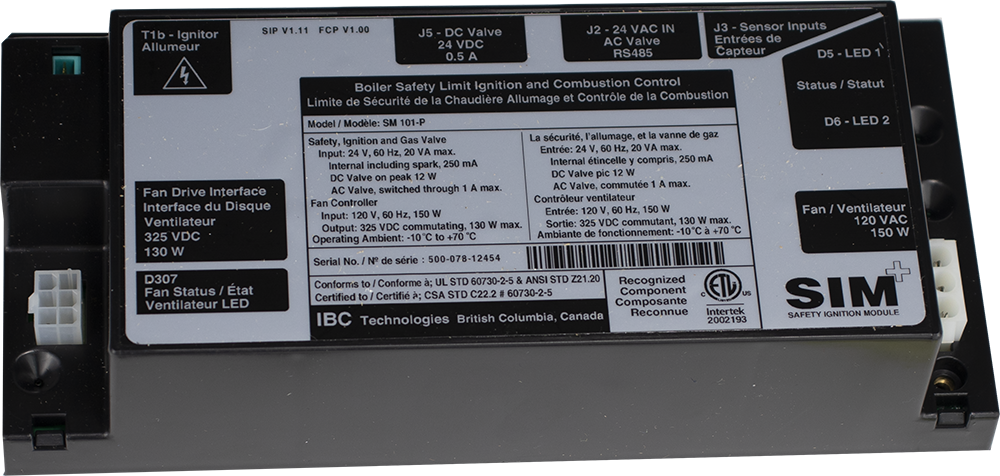 T1b - Ignitor
Allumeur
SIP V1.11 FCP V1.00
J5 - DC Valve
24 VDC
0.5 A
J2 - 24 VAC IN
AC Valve
RS485
J3 - Sensor Inputs
Entrées de
Capteur
D5 - LED 1
Status / Statut
D6 - LED 2
Boiler Safety Limit Ignition and Combustion Control
Limite de Sécurité de la Chaudière Allumage et Contrôle de la Combustion
Model / Modèle: SM 101-P
Safety, Ignition and Gas Valve
Input: 24 V, 60 Hz, 20 VA max.
Internal including spark, 250 mA
DC Valve on peak 12 W
AC Valve, switched through 1 A max.
Fan Controller
Input: 120 V, 60 Hz, 150 W
Output: 325 VDC commutating, 130 W max.
Operating Ambient: -10°C to +70°C
La sécurité, l'allumage, et la vanne de gaz
Entrée: 24 V, 60 Hz, 20 VA max.
Internal étincelle y compris, 250 mA
DC Valve pic 12 W
AC Valve, commutée 1 A max.
Contrôleur ventilateur
Entrée: 120 V, 60 Hz, 150 W
Sortie: 325 VDC commutant, 130 W max.
Ambiante de fonctionnement: -10°C à +70°C
Serial No. / Nº de série : 500-078-12454
Conforms to / Conforme à: UL STD 60730-2-5 & ANSI STD Z21.20
Certified to / Certifié à; CSA STD C22.2 # 60730-2-5
IBC Technologies British Columbia, Canada
Recognized
Component
Composante
Reconnue
c ETL us
Intertek
2002193
Fan Drive Interface
Interface du Disque
Ventilateur
325 VDC
130 W
D307
Fan Status / État
Ventilateur LED
Fan / Ventilateur
120 VAC
150 W
SIM+
SAFETY IGNITION MODULE